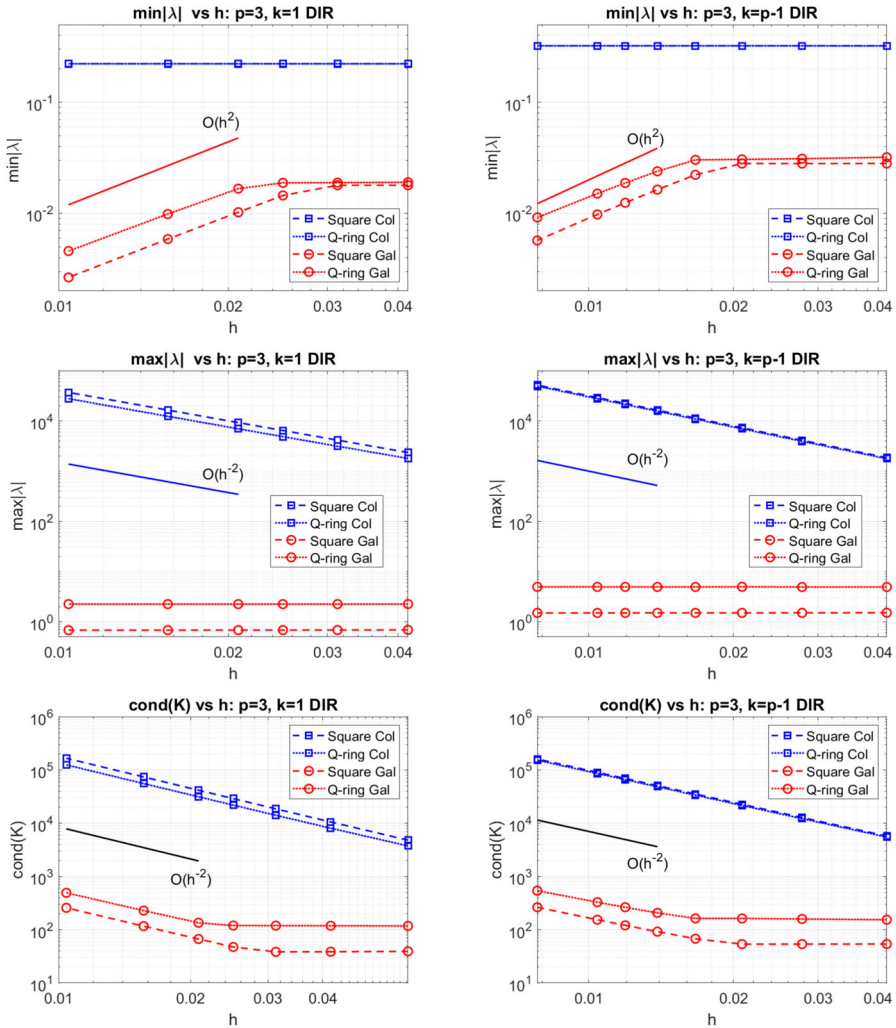 min|λ| vs h: p=3, k=1 DIR
min|λ|
10^-1
10^-2
O(h^2)
Square Col
Q-ring Col
Square Gal
Q-ring Gal
0.01
0.02
0.03
0.04
h
min|λ| vs h: p=3, k=p-1 DIR
min|λ|
10^-1
10^-2
O(h^2)
Square Col
Q-ring Col
Square Gal
Q-ring Gal
0.01
0.02
0.03
0.04
h
max|λ| vs h: p=3, k=1 DIR
max|λ|
10^4
10^2
10^0
O(h^-2)
Square Col
Q-ring Col
Square Gal
Q-ring Gal
0.01
0.02
0.03
0.04
h
max|λ| vs h: p=3, k=p-1 DIR
max|λ|
10^4
10^2
10^0
O(h^-2)
Square Col
Q-ring Col
Square Gal
Q-ring Gal
0.01
0.02
0.03
0.04
h
cond(K) vs h: p=3, k=1 DIR
cond(K)
10^6
10^5
10^4
10^3
10^2
10^1
Square Col
Q-ring Col
Square Gal
Q-ring Gal
O(h^-2)
0.01
0.02
0.03
0.04
h
cond(K) vs h: p=3, k=p-1 DIR
cond(K)
10^6
10^5
10^4
10^3
10^2
10^1
Square Col
Q-ring Col
Square Gal
Q-ring Gal
O(h^-2)
0.01
0.02
0.03
0.04
h